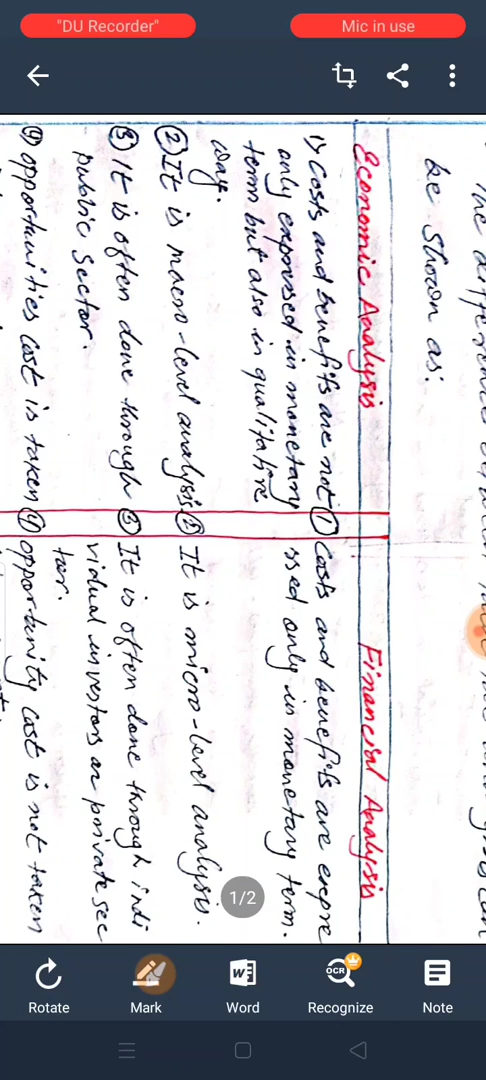 "DU Recorder"
Mic in use
be shown as:
Economic Analysis
1) Costs and benefits are not
only expressed in monetary
term but also in qualitative
way.
② It is macro-level analysis
③ It is often done through
public sector.
④ opportunities cost is taken
Financial Analysis
① Costs and benefits are expre
ssed only in monetary term.
② It is micro-level analysis.
③ It is often done through indi
vidual investors or private sec
tor.
④ opportunity cost is not taken
1/2
Rotate
Mark
W Word
OCR Recognize
Note